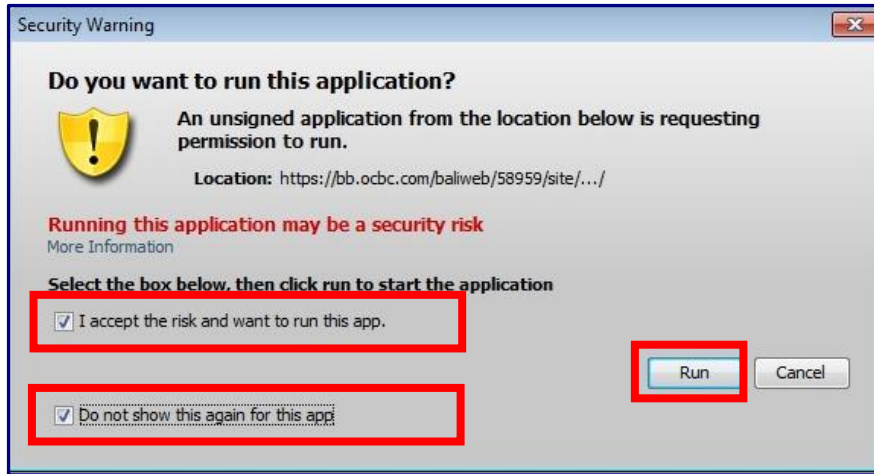 Security Warning
Do you want to run this application?
An unsigned application from the location below is requesting
permission to run.
Location: https://bb.ocbc.com/baliweb/58959/site/.../
Running this application may be a security risk
More Information
Select the box below, then click run to start the application
I accept the risk and want to run this app.
Run Cancel
Do not show this again for this app